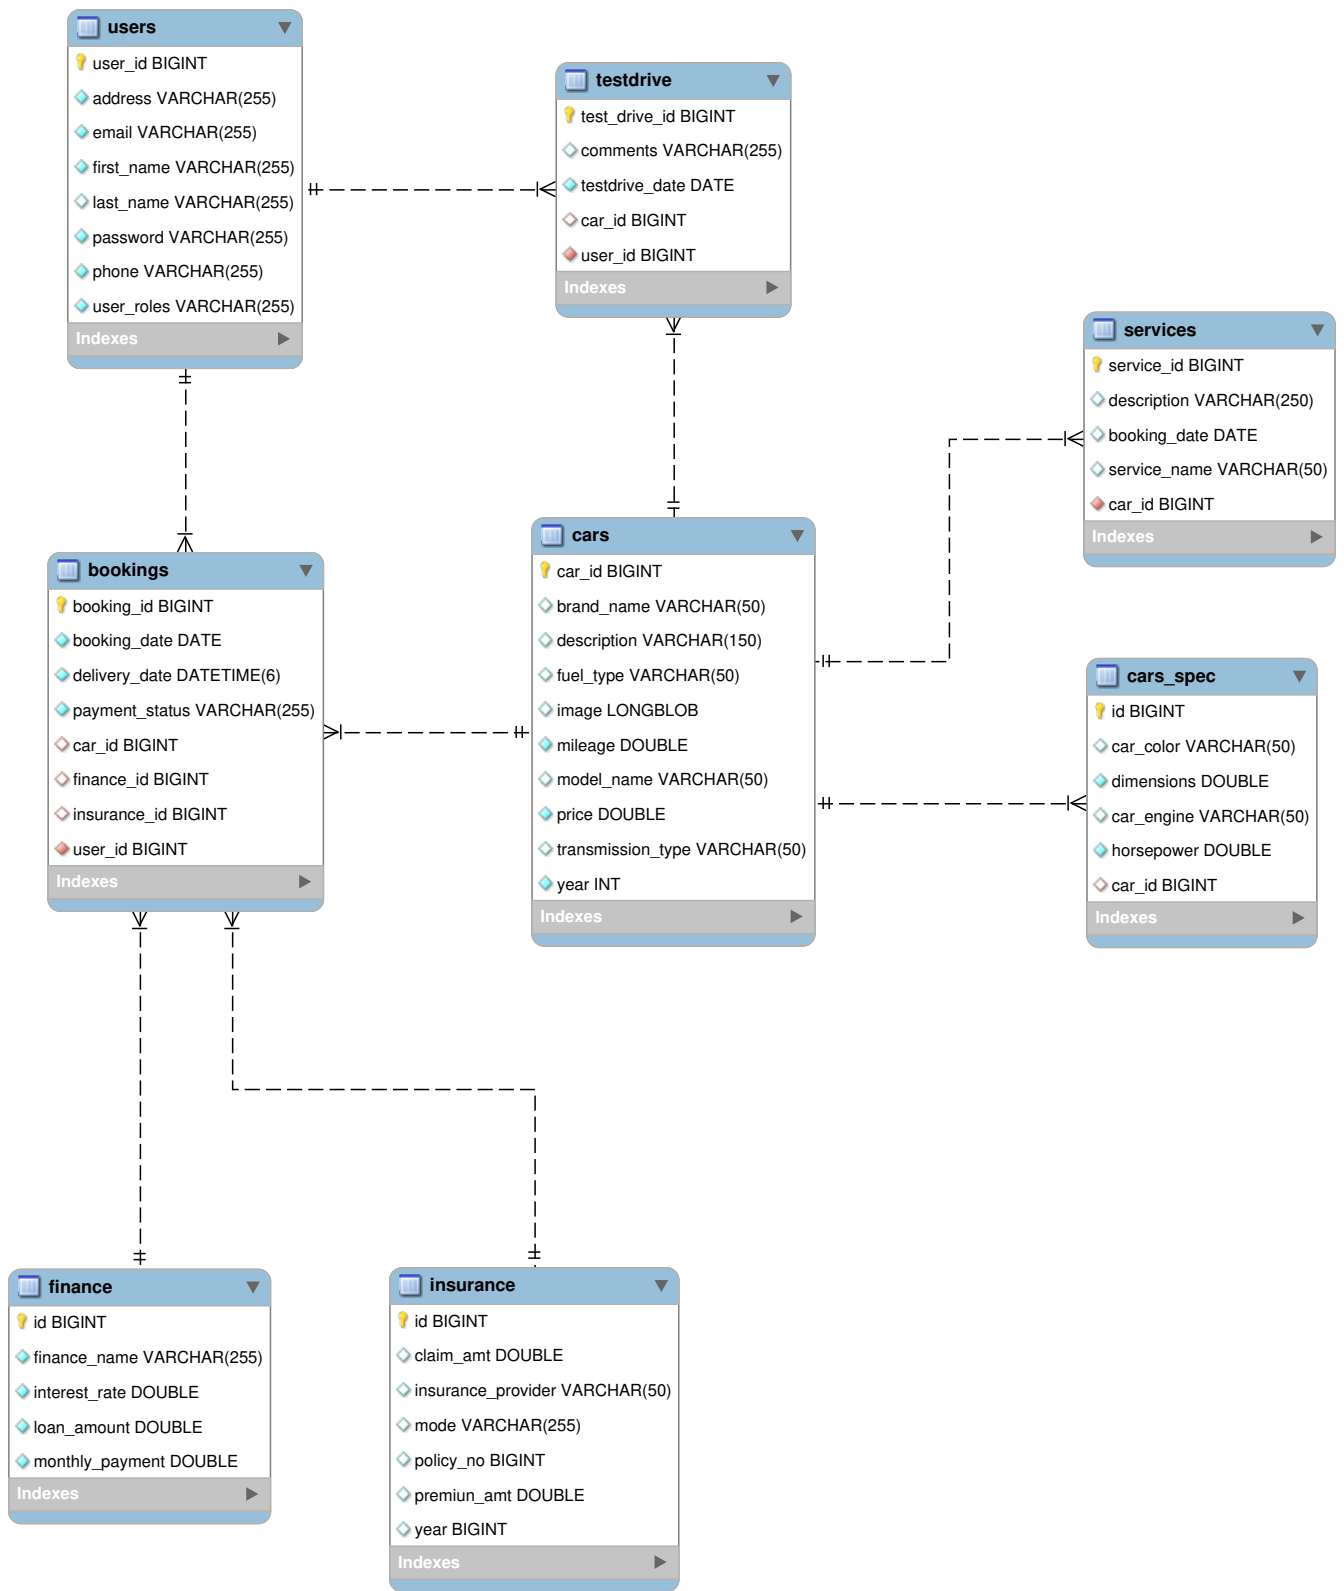 users
user_id BIGINT
address VARCHAR(255)
email VARCHAR(255)
first_name VARCHAR(255)
last_name VARCHAR(255)
password VARCHAR(255)
phone VARCHAR(255)
user_roles VARCHAR(255)
Indexes
testdrive
test_drive_id BIGINT
comments VARCHAR(255)
testdrive_date DATE
car_id BIGINT
user_id BIGINT
Indexes
services
service_id BIGINT
description VARCHAR(250)
booking_date DATE
service_name VARCHAR(50)
car_id BIGINT
Indexes
bookings
booking_id BIGINT
booking_date DATE
delivery_date DATETIME(6)
payment_status VARCHAR(255)
car_id BIGINT
finance_id BIGINT
insurance_id BIGINT
user_id BIGINT
Indexes
cars
car_id BIGINT
brand_name VARCHAR(50)
description VARCHAR(150)
fuel_type VARCHAR(50)
image LONGBLOB
mileage DOUBLE
model_name VARCHAR(50)
price DOUBLE
transmission_type VARCHAR(50)
year INT
Indexes
cars_spec
id BIGINT
car_color VARCHAR(50)
dimensions DOUBLE
car_engine VARCHAR(50)
horsepower DOUBLE
car_id BIGINT
Indexes
finance
id BIGINT
finance_name VARCHAR(255)
interest_rate DOUBLE
loan_amount DOUBLE
monthly_payment DOUBLE
Indexes
insurance
id BIGINT
claim_amt DOUBLE
insurance_provider VARCHAR(50)
mode VARCHAR(255)
policy_no BIGINT
premiun_amt DOUBLE
year BIGINT
Indexes